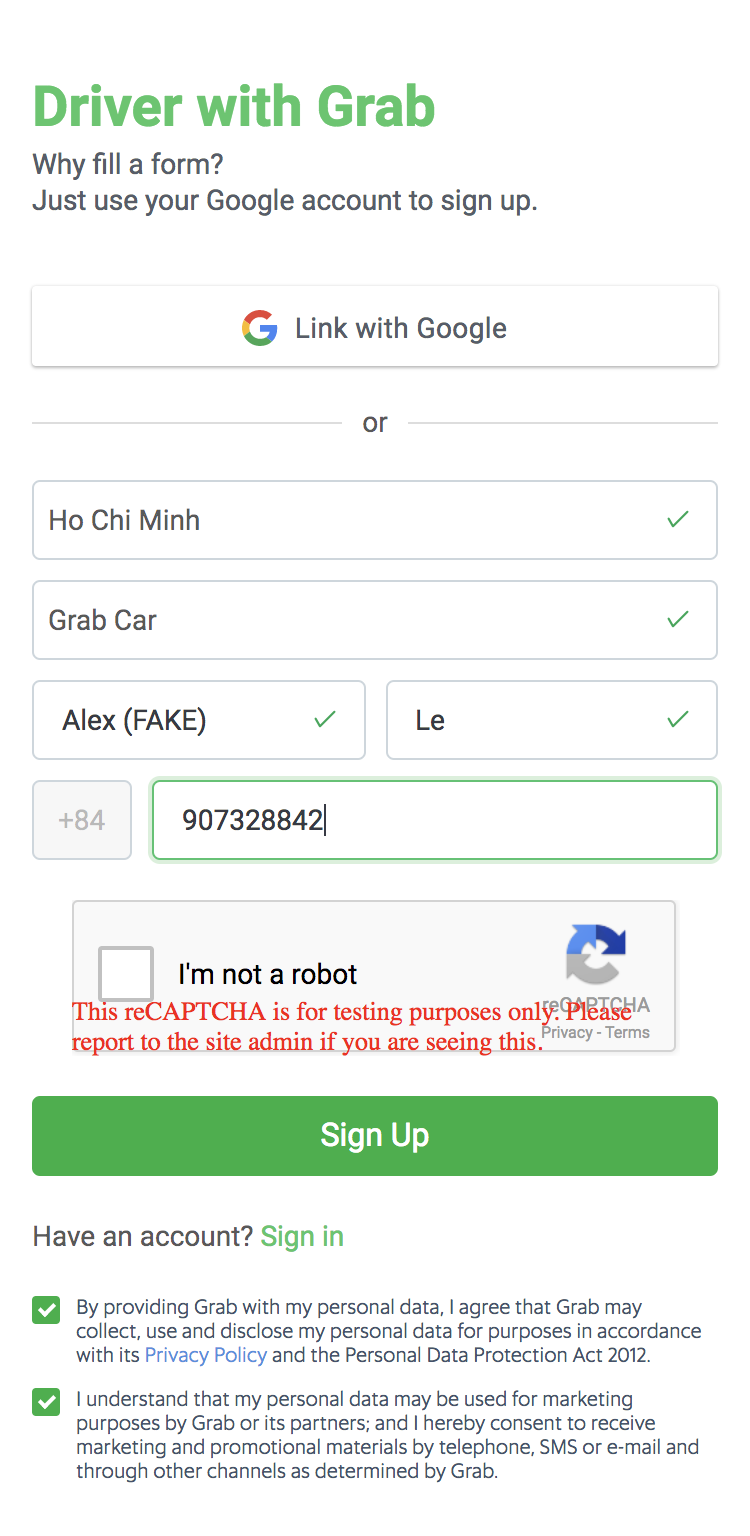 Driver with Grab
Why fill a form?
Just use your Google account to sign up.
Link with Google
or
Ho Chi Minh
Grab Car
Alex (FAKE)
Le
+84
907328842
I'm not a robot
reCAPTCHA
This reCAPTCHA is for testing purposes only. Please
report to the site admin if you are seeing this.
Privacy - Terms
Sign Up
Have an account? Sign in
By providing Grab with my personal data, I agree that Grab may
collect, use and disclose my personal data for purposes in accordance
with its Privacy Policy and the Personal Data Protection Act 2012.
I understand that my personal data may be used for marketing
purposes by Grab or its partners; and I hereby consent to receive
marketing and promotional materials by telephone, SMS or e-mail and
through other channels as determined by Grab.